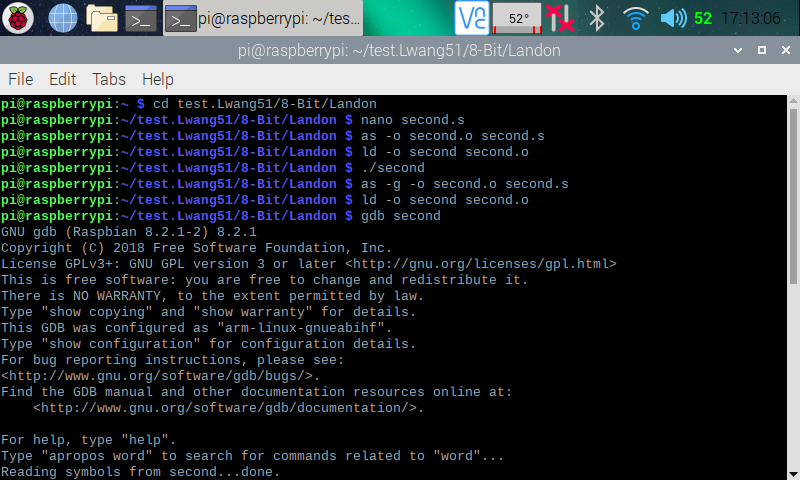 pi@raspberrypi: ~/tes...
52°
17:13:06
52
pi@raspberrypi: ~/test.Lwang51/8-Bit/Landon
File Edit Tabs Help
pi@raspberrypi:~ $ cd test.Lwang51/8-Bit/Landon
pi@raspberrypi:~/test.Lwang51/8-Bit/Landon $ nano second.s
pi@raspberrypi:~/test.Lwang51/8-Bit/Landon $ as -o second.o second.s
pi@raspberrypi:~/test.Lwang51/8-Bit/Landon $ ld -o second second.o
pi@raspberrypi:~/test.Lwang51/8-Bit/Landon $ ./second
pi@raspberrypi:~/test.Lwang51/8-Bit/Landon $ as -g -o second.o second.s
pi@raspberrypi:~/test.Lwang51/8-Bit/Landon $ ld -o second second.o
pi@raspberrypi:~/test.Lwang51/8-Bit/Landon $ gdb second
GNU gdb (Raspbian 8.2.1-2) 8.2.1
Copyright (C) 2018 Free Software Foundation, Inc.
License GPLv3+: GNU GPL version 3 or later <http://gnu.org/licenses/gpl.html>
This is free software: you are free to change and redistribute it.
There is NO WARRANTY, to the extent permitted by law.
Type "show copying" and "show warranty" for details.
This GDB was configured as "arm-linux-gnueabihf".
Type "show configuration" for configuration details.
For bug reporting instructions, please see:
<http://www.gnu.org/software/gdb/bugs/>.
Find the GDB manual and other documentation resources online at:
    <http://www.gnu.org/software/gdb/documentation/>.
For help, type "help".
Type "apropos word" to search for commands related to "word"...
Reading symbols from second...done.